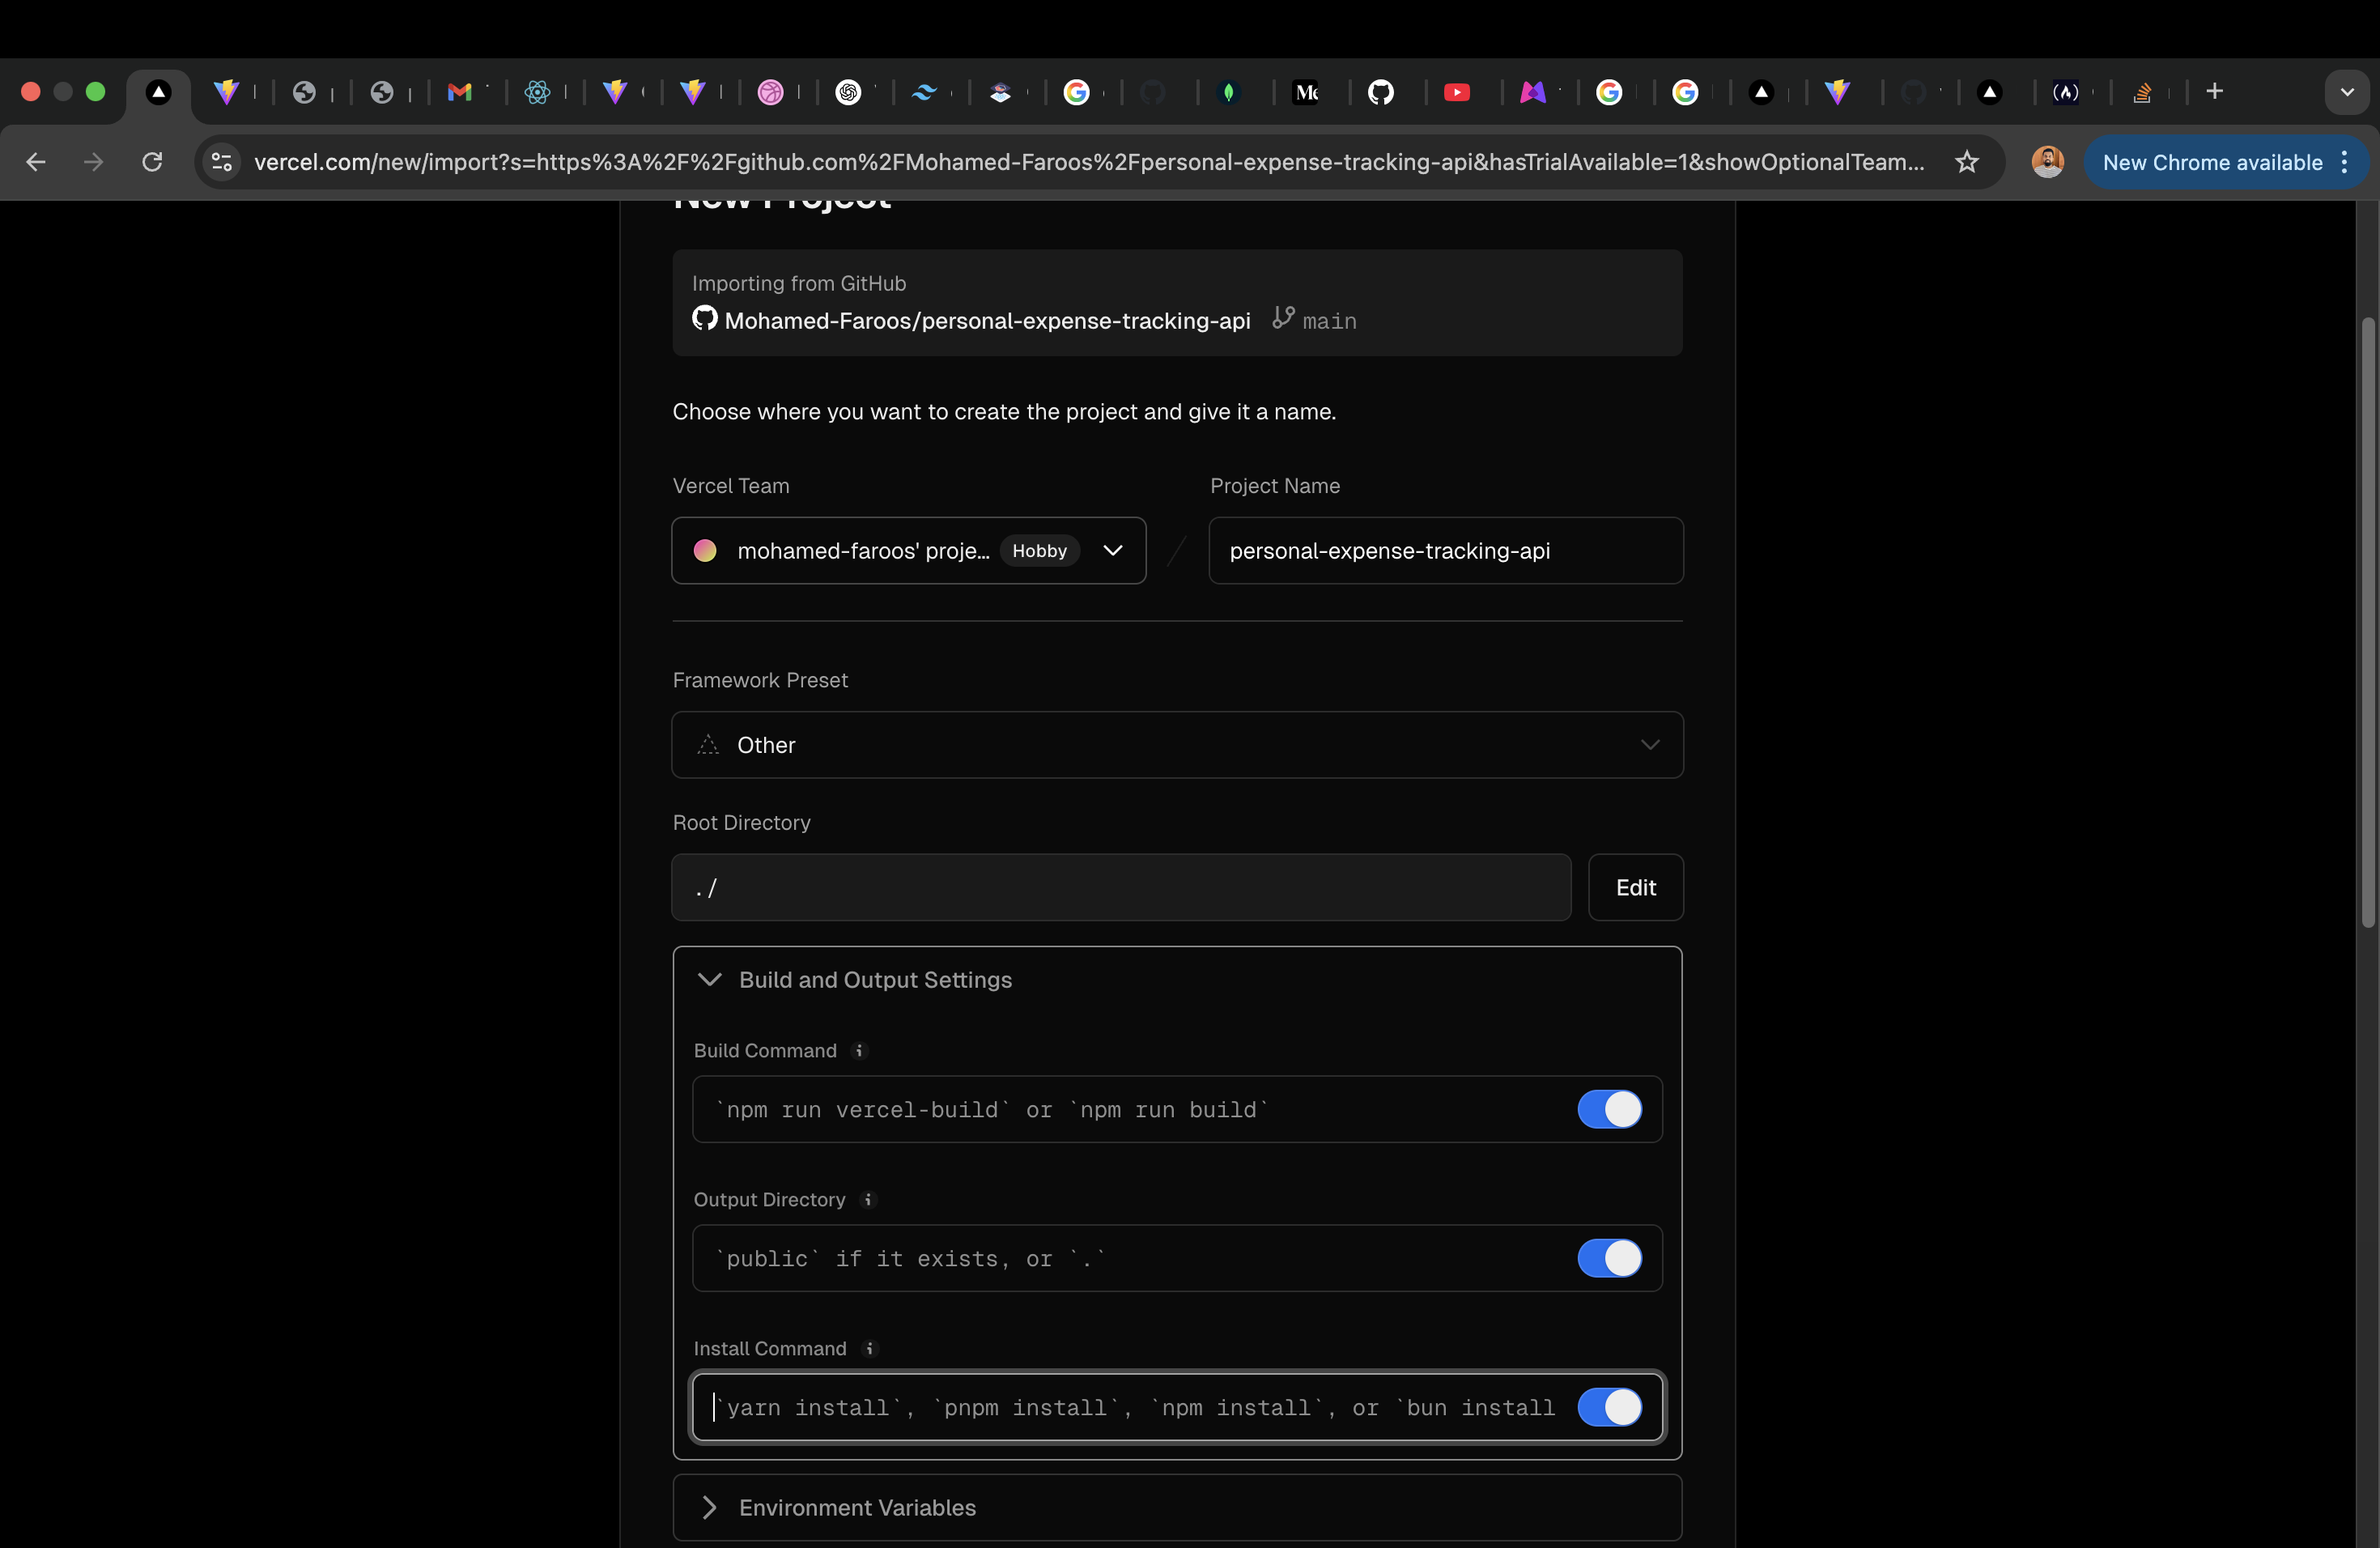 vercel.com/new/import?s=https%3A%2F%2Fgithub.com%2FMohamed-Faroos%2Fpersonal-expense-tracking-api&hasTrialAvailable=1&showOptionalTeam...
New Chrome available
New Project
Importing from GitHub
Mohamed-Faroos/personal-expense-tracking-api main
Choose where you want to create the project and give it a name.
Vercel Team
Project Name
mohamed-faroos' proje... Hobby
/
personal-expense-tracking-api
Framework Preset
Other
Root Directory
./
Edit
Build and Output Settings
Build Command
`npm run vercel-build` or `npm run build`
Output Directory
`public` if it exists, or `.`
Install Command
`yarn install`, `pnpm install`, `npm install`, or `bun install
Environment Variables